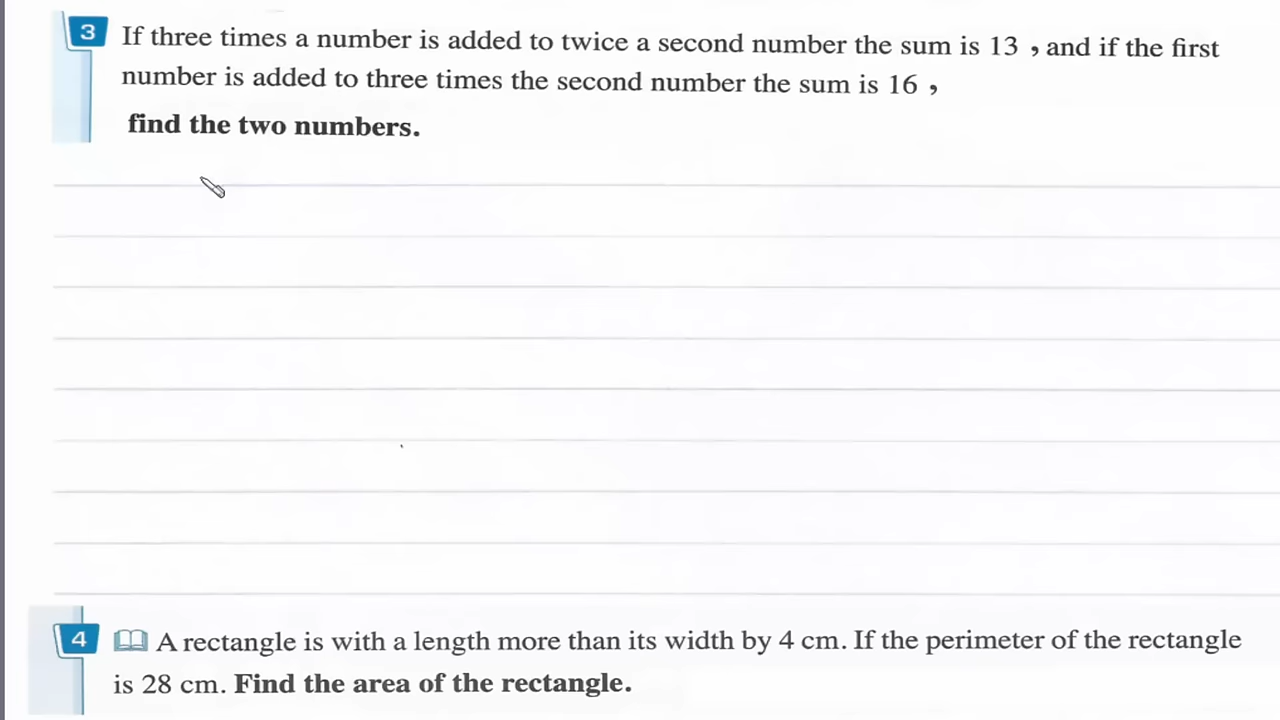 3 If three times a number is added to twice a second number the sum is 13 , and if the first
number is added to three times the second number the sum is 16 ,
find the two numbers.
4 A rectangle is with a length more than its width by 4 cm. If the perimeter of the rectangle
is 28 cm. Find the area of the rectangle.